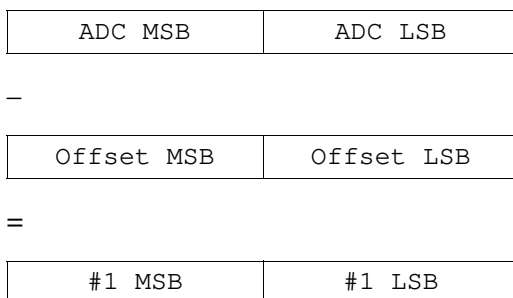 ADC MSB ADC LSB
–
Offset MSB Offset LSB
=
#1 MSB #1 LSB